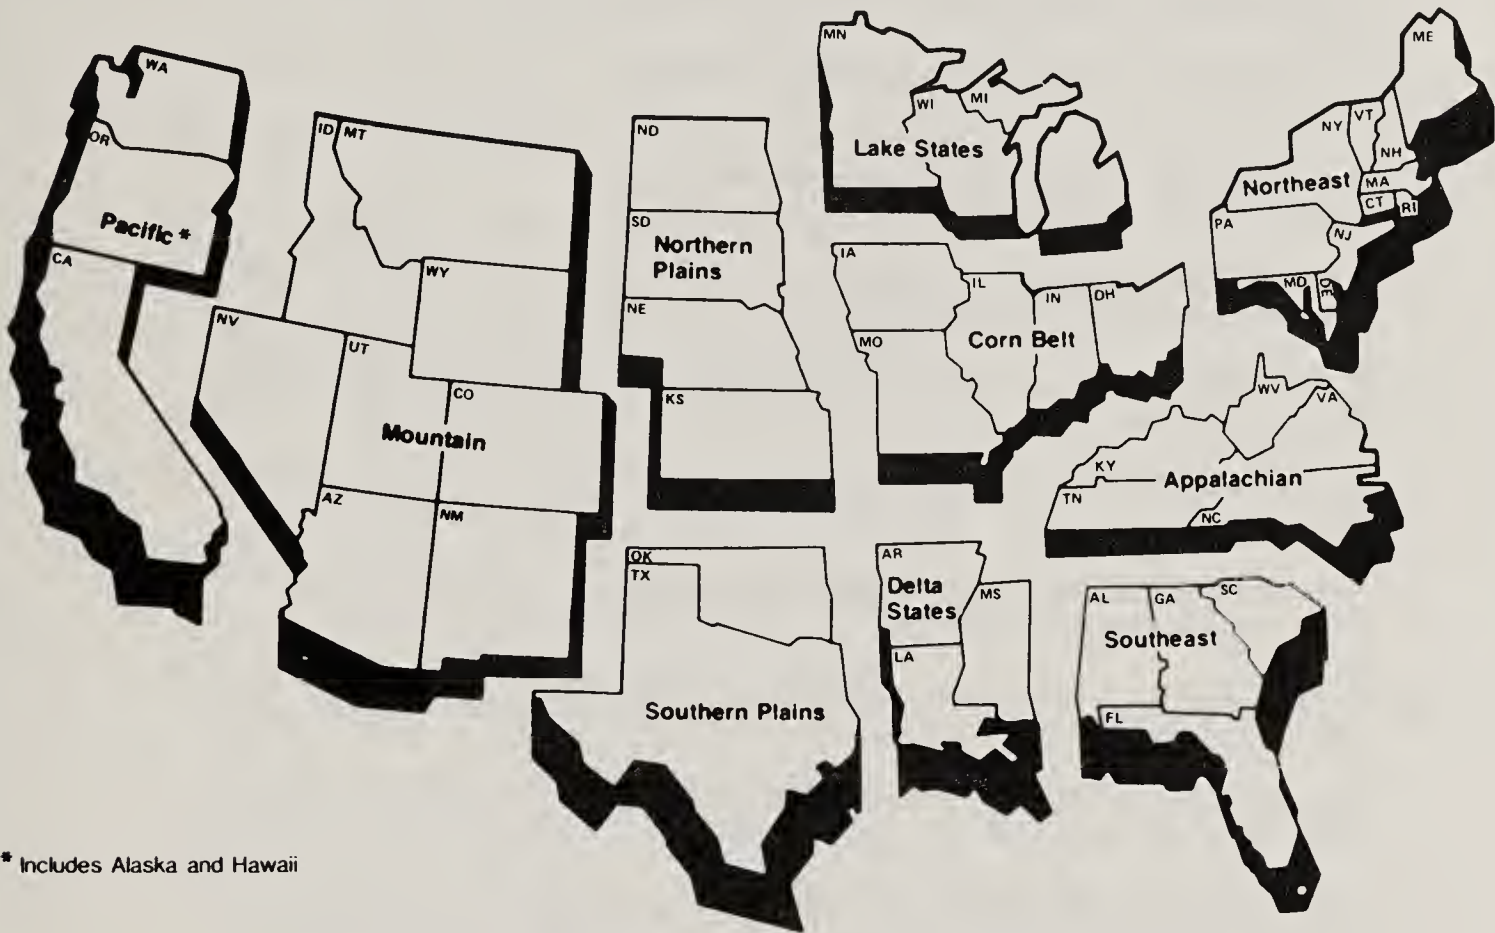 WA
OR
Pacific *
CA
ID
MT
WY
NV
UT
CO
Mountain
AZ
NM
ND
SD
Northern
Plains
NE
KS
OK
TX
Southern Plains
MN
WI
MI
Lake States
IA
IL
IN
OH
MO
Corn Belt
AR
Delta
States
MS
LA
ME
VT
NY
NH
Northeast
MA
CT
RI
PA
NJ
MD
DE
WV
VA
KY
Appalachian
TN
NC
AL
GA
SC
Southeast
FL
* Includes Alaska and Hawaii